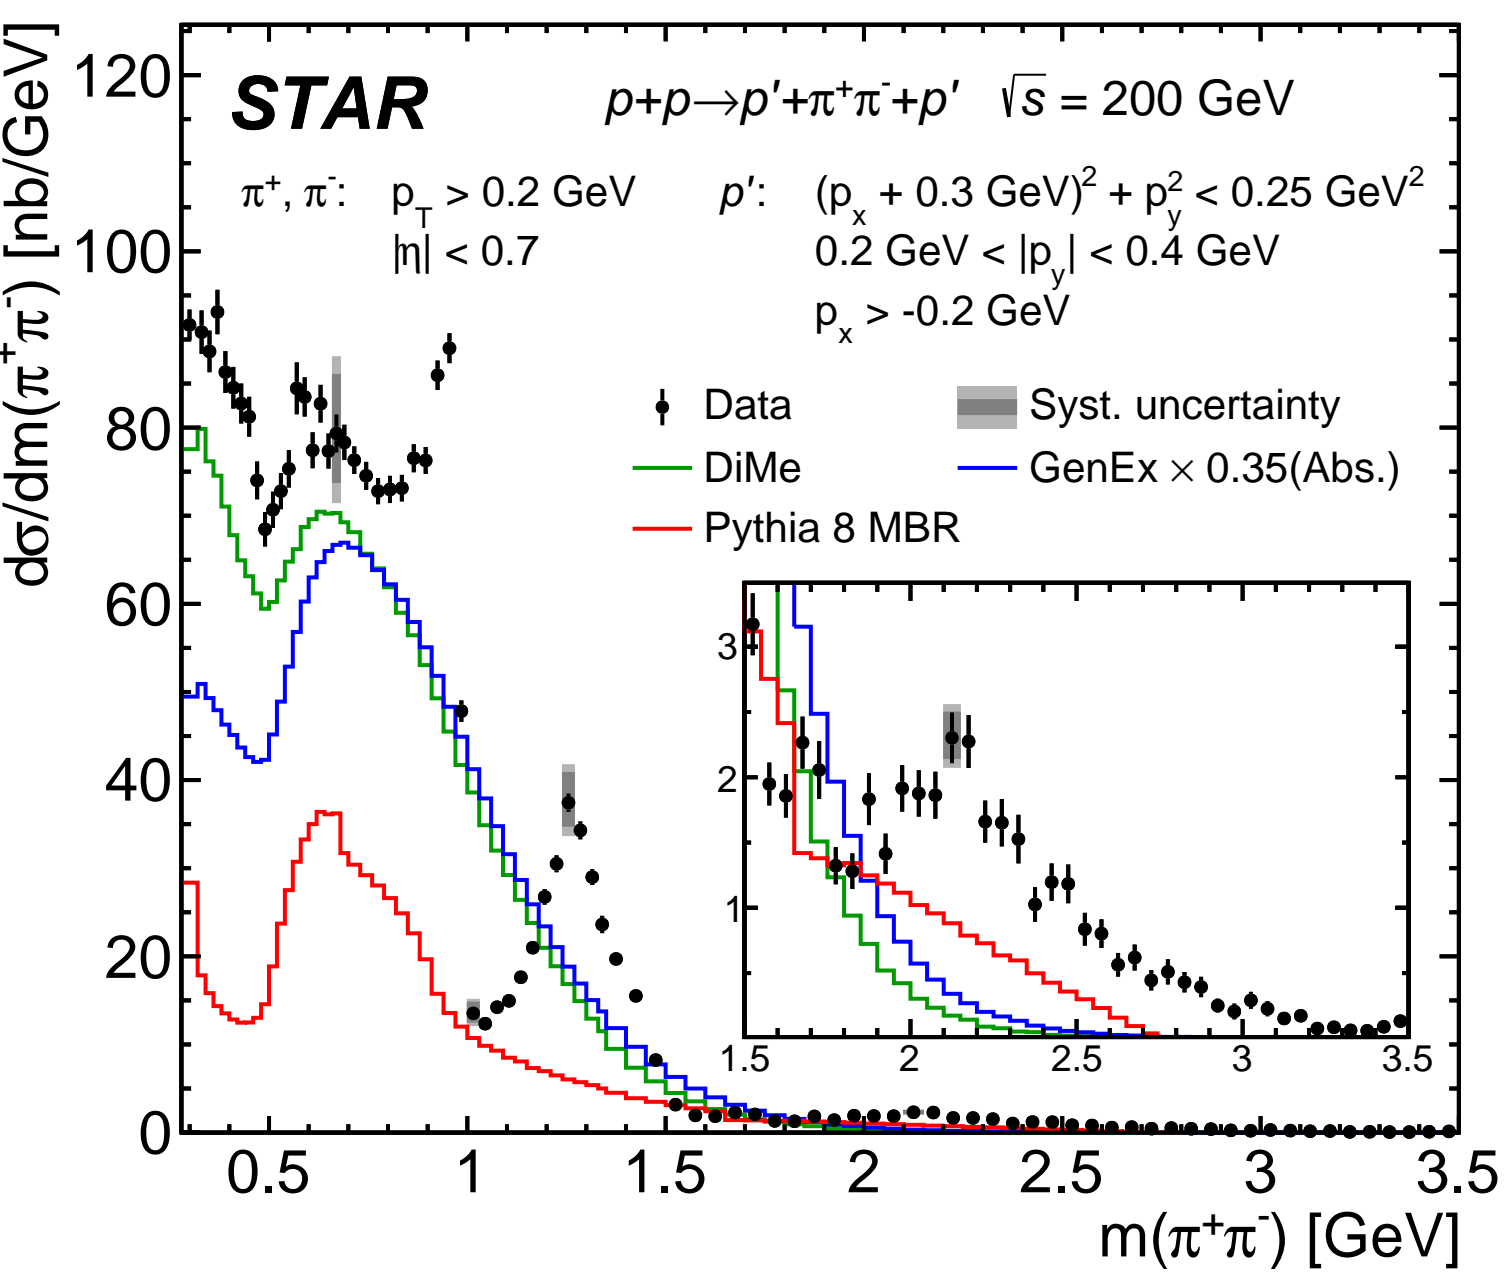 STAR
p+p→p′+π⁺π⁻+p′ √s = 200 GeV
π⁺, π⁻: p_T > 0.2 GeV p′: (p_x + 0.3 GeV)² + p_y² < 0.25 GeV²
|η| < 0.7 0.2 GeV < |p_y| < 0.4 GeV
p_x > -0.2 GeV
Data Syst. uncertainty
DiMe GenEx × 0.35(Abs.)
Pythia 8 MBR
dσ/dm(π⁺π⁻) [nb/GeV]
120
100
80
60
40
20
0
3
2
1
1.5 2 2.5 3 3.5
0.5 1 1.5 2 2.5 3 3.5
m(π⁺π⁻) [GeV]